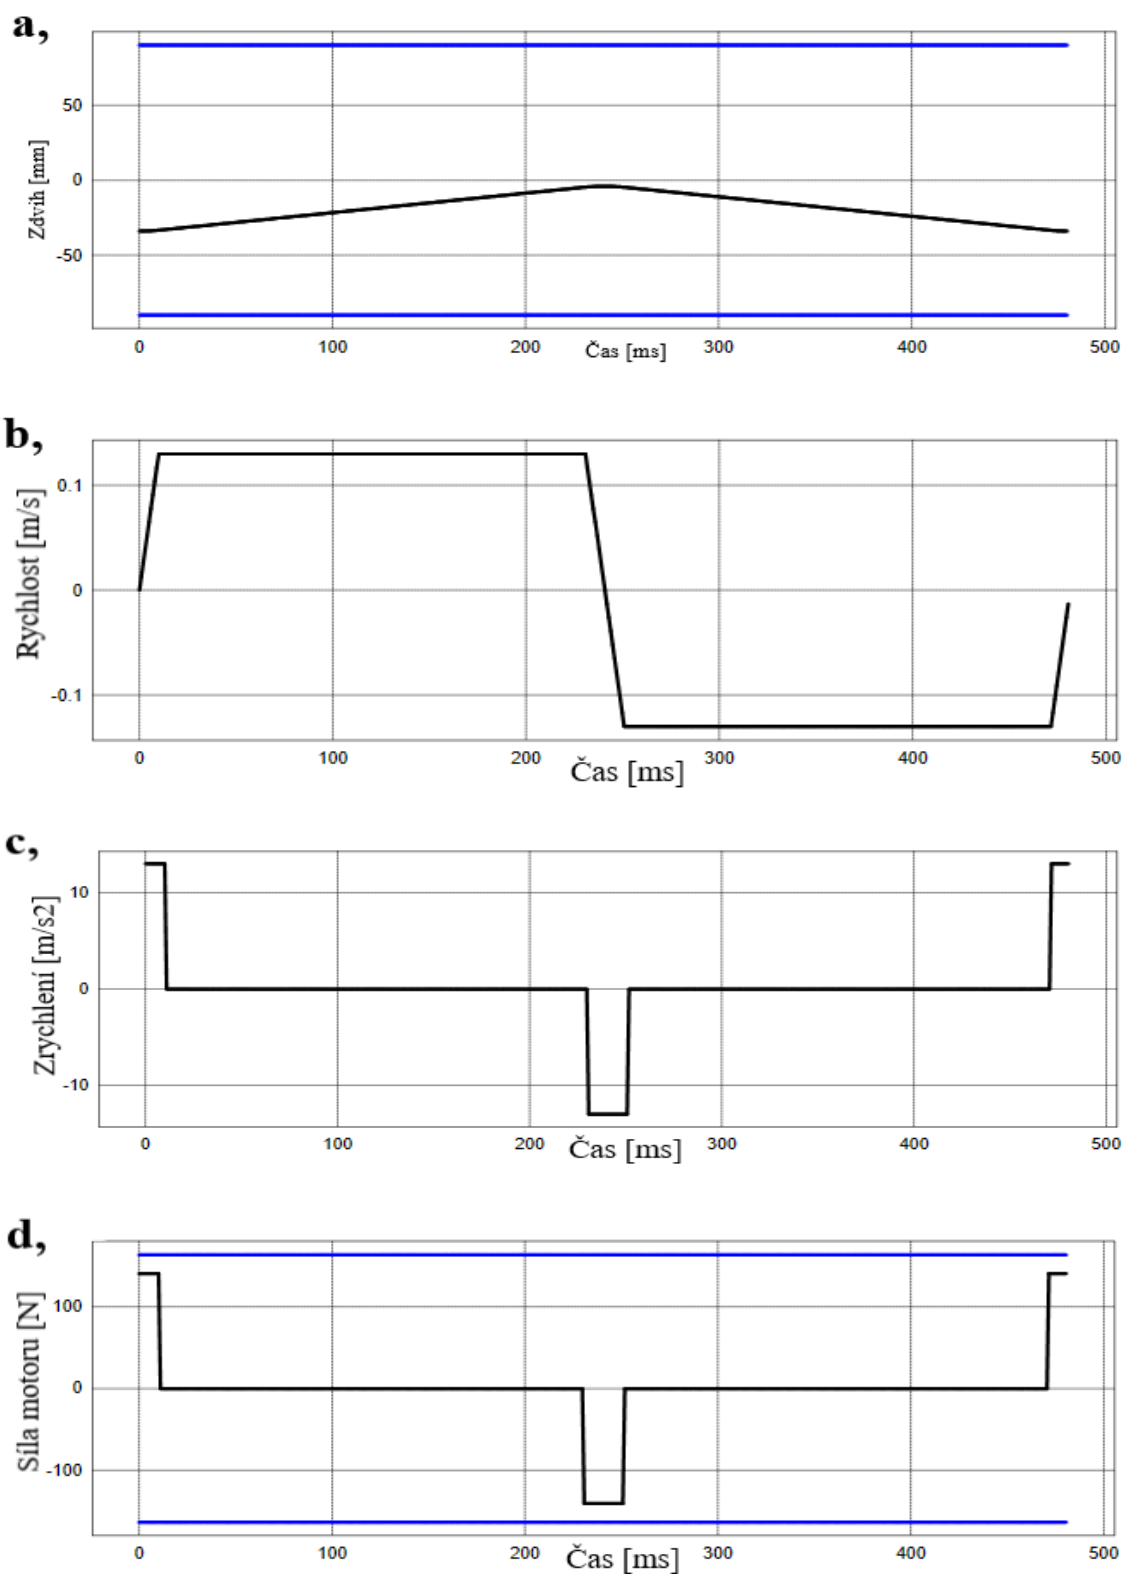 a,
Zdvih [mm]
50
0
-50
0 100 200 300 400 500
Čas [ms]
b,
Rychlost [m/s]
0.1
0
-0.1
0 100 200 300 400 500
Čas [ms]
c,
Zrychlení [m/s2]
10
0
-10
0 100 200 300 400 500
Čas [ms]
d,
Síla motoru [N]
100
0
-100
0 100 200 300 400 500
Čas [ms]